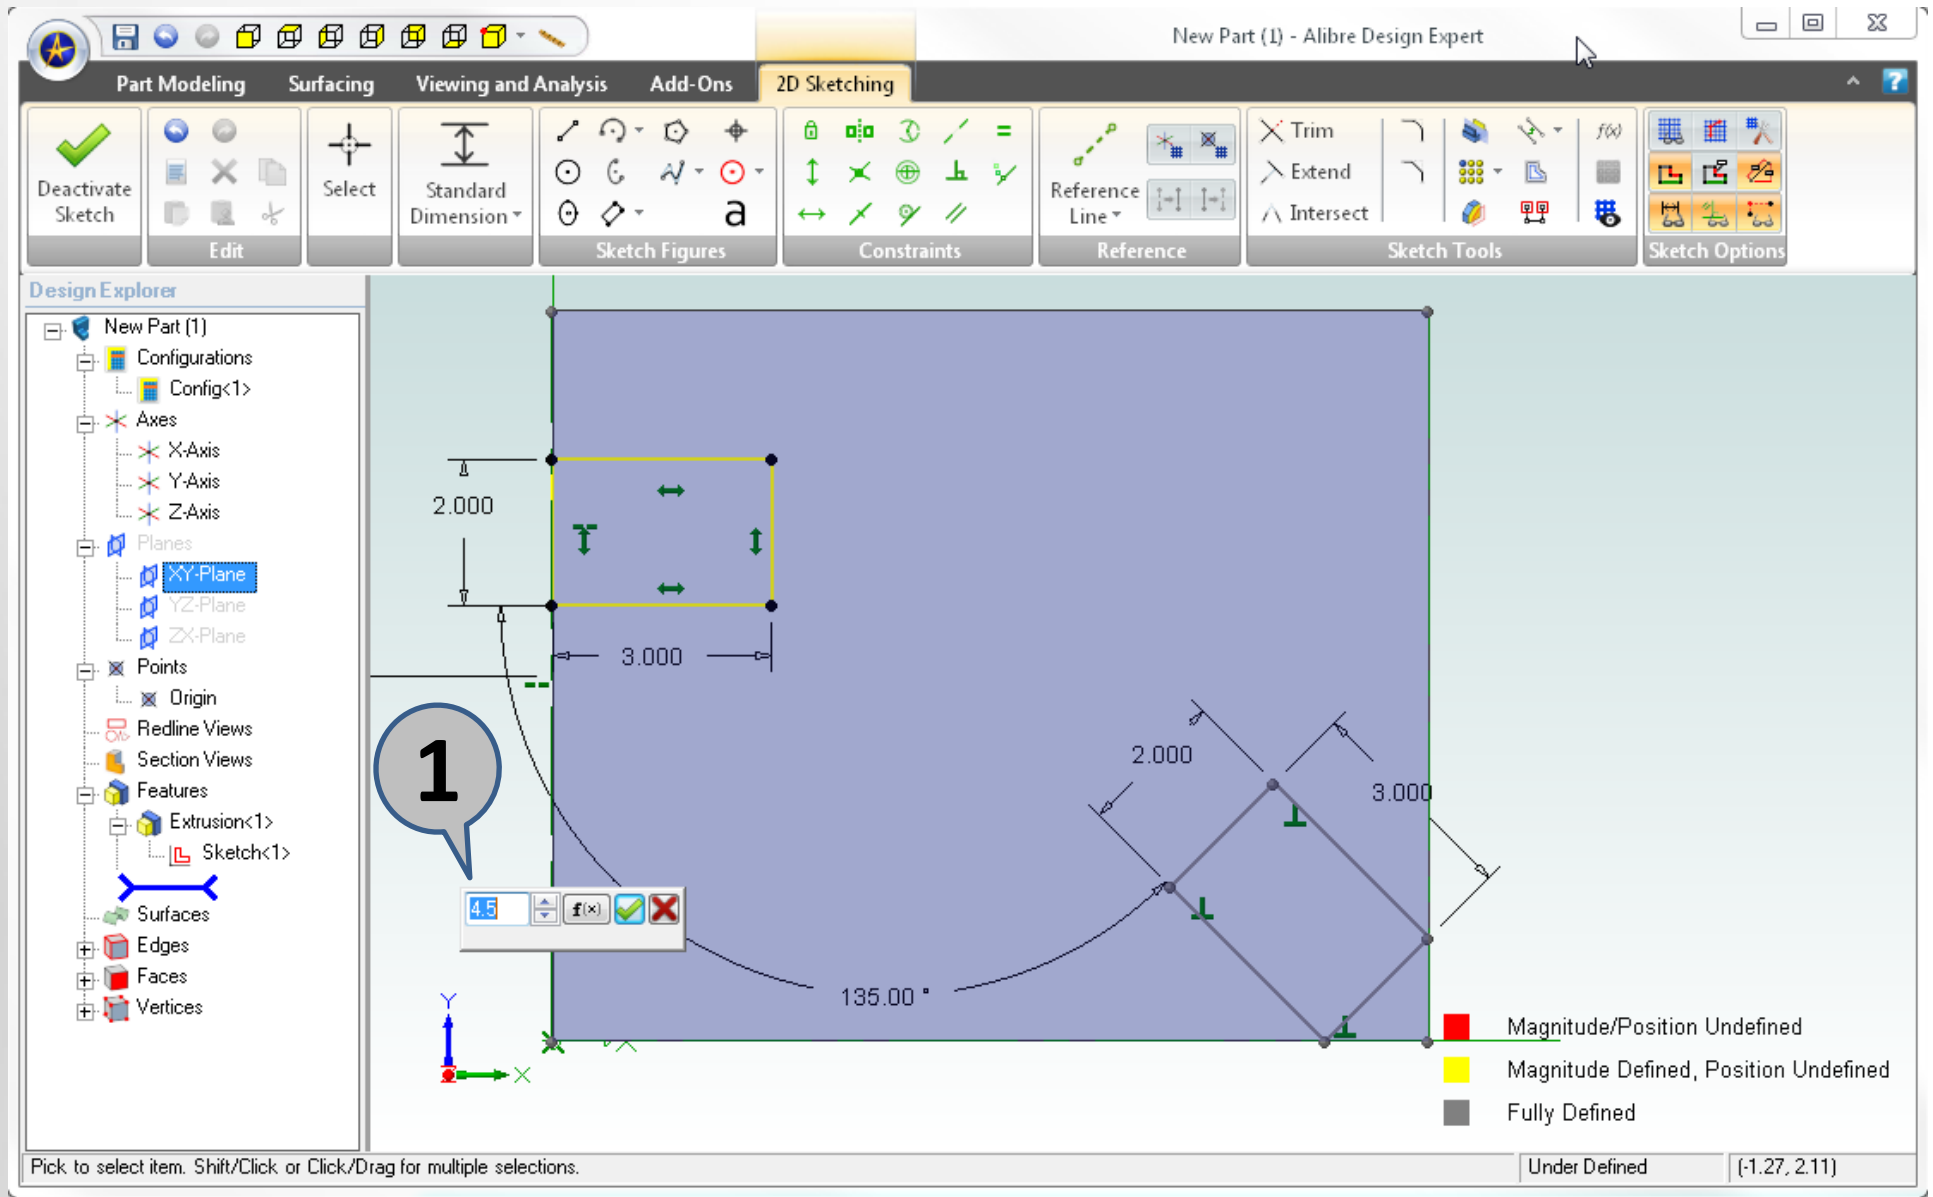 New Part (1) - Alibre Design Expert
Part Modeling Surfacing Viewing and Analysis Add-Ons 2D Sketching
?
Deactivate Sketch
Edit
Select
Standard Dimension
a
Sketch Figures
Constraints
Reference Line
Reference
Trim
Extend
Intersect
f(x)
Sketch Tools
Sketch Options
Design Explorer
New Part (1)
Configurations
Config<1>
Axes
X-Axis
Y-Axis
Z-Axis
Planes
XY-Plane
YZ-Plane
ZX-Plane
Points
Origin
Redline Views
Section Views
Features
Extrusion<1>
Sketch<1>
Surfaces
Edges
Faces
Vertices
2.000
3.000
1
4.5 f(x)
2.000
3.000
135.00 °
Y
X
Magnitude/Position Undefined
Magnitude Defined, Position Undefined
Fully Defined
Pick to select item. Shift/Click or Click/Drag for multiple selections.
Under Defined
(-1.27, 2.11)